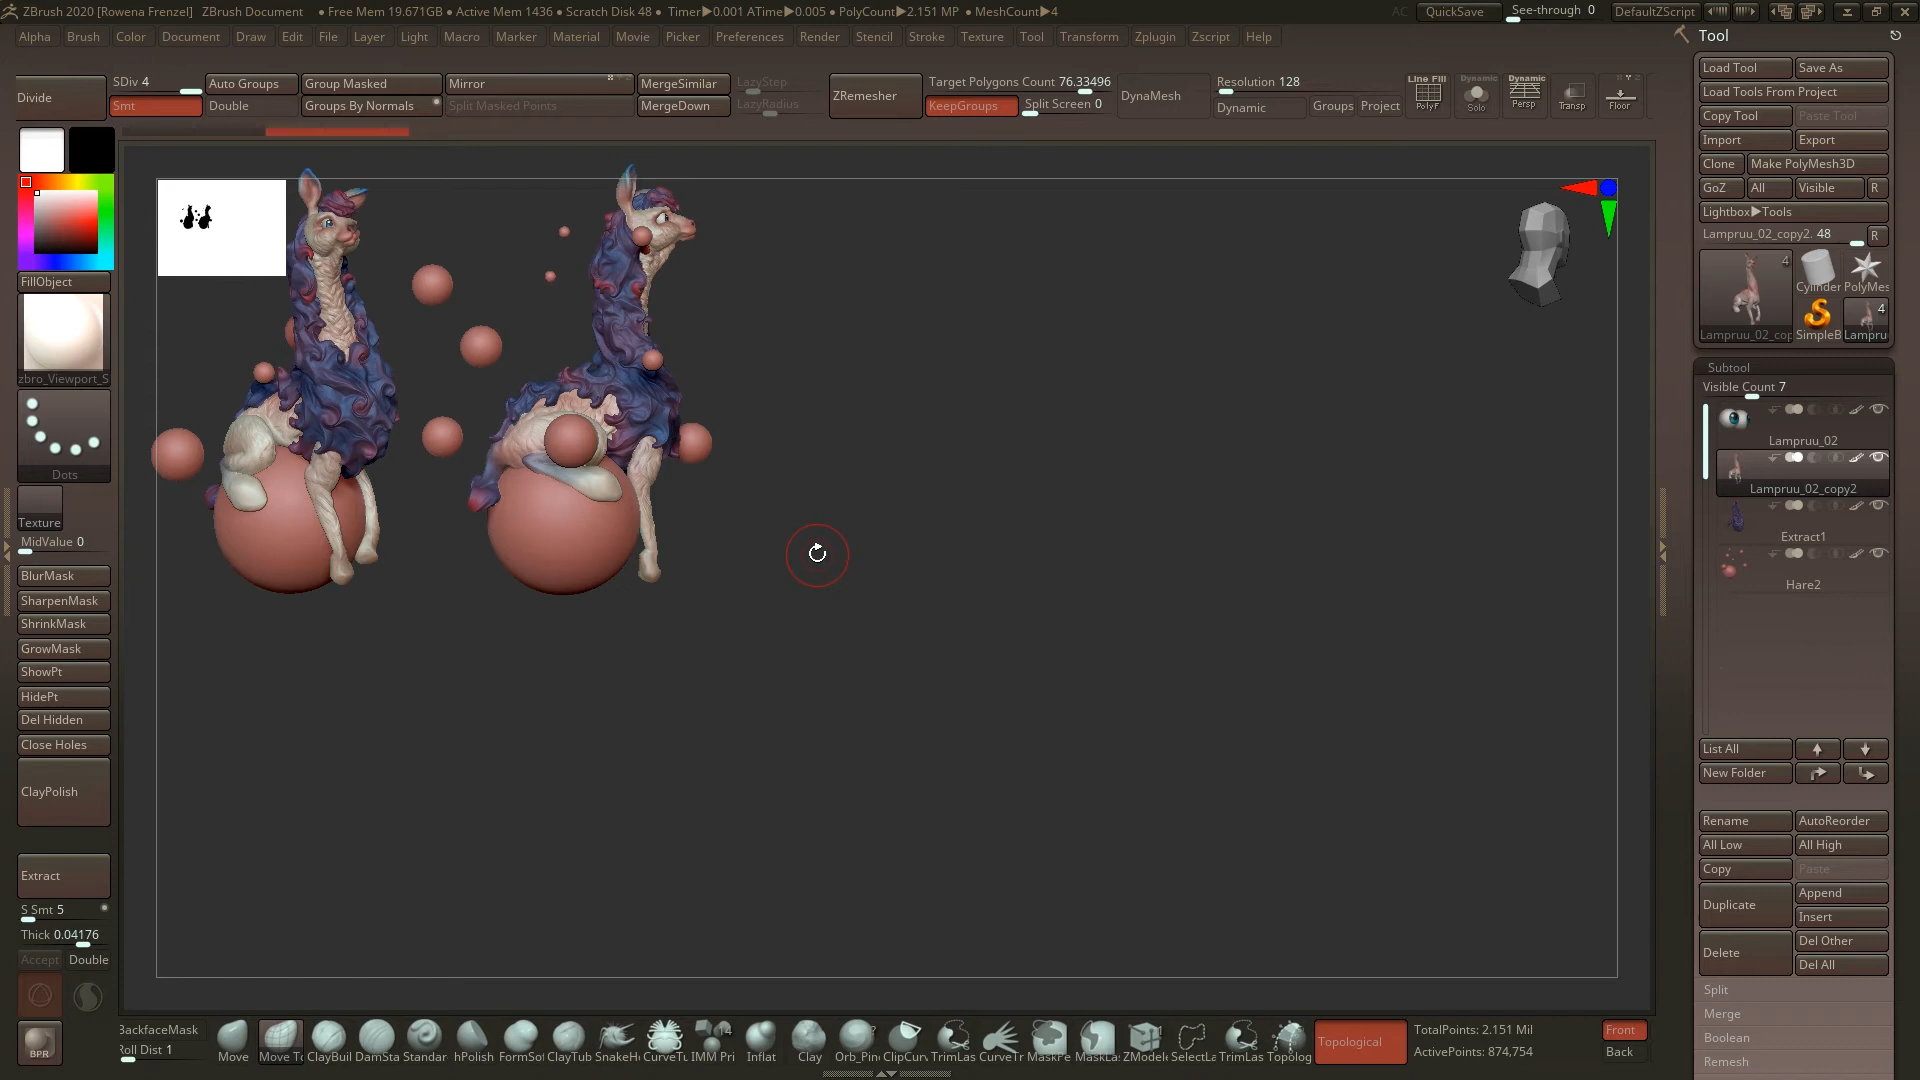 ZBrush 2020 [Rowena Frenzel] ZBrush Document • Free Mem 19.671GB • Active Mem 1436 • Scratch Disk 48 • Timer▶0.001 ATime▶0.005 • PolyCount▶2.151 MP • MeshCount▶4 AC QuickSave See-through 0 DefaultZScript
Alpha Brush Color Document Draw Edit File Layer Light Macro Marker Material Movie Picker Preferences Render Stencil Stroke Texture Tool Transform Zplugin Zscript Help
Divide
SDiv 4 Auto Groups Group Masked Mirror MergeSimilar LazyStep
Smt Double Groups By Normals Split Masked Points MergeDown LazyRadius
ZRemesher
Target Polygons Count 76.33496
KeepGroups Split Screen 0
DynaMesh
Resolution 128
Dynamic Groups Project
Line Fill
PolyF
Dynamic
Solo
Dynamic
Persp
Transp
Floor
FillObject
zbro_Viewport_S
Dots
Texture
MidValue 0
BlurMask
SharpenMask
ShrinkMask
GrowMask
ShowPt
HidePt
Del Hidden
Close Holes
ClayPolish
Extract
S Smt 5
Thick 0.04176
Accept Double
BPR
BackfaceMask
Roll Dist 1
14
Move Move To ClayBuil DamSta Standar hPolish FormSof ClayTub SnakeHo CurveTu IMM Pri Inflat Clay Orb_Pin ClipCurv TrimLas CurveTr MaskPe MaskLas ZModele SelectLa TrimLas Topolog
Topological
TotalPoints: 2.151 Mil
ActivePoints: 874,754
Front
Back
Tool
Load Tool Save As
Load Tools From Project
Copy Tool Paste Tool
Import Export
Clone Make PolyMesh3D
GoZ All Visible R
Lightbox▶Tools
Lampruu_02_copy2. 48 R
4
Cylinder PolyMes
4
Lampruu_02_cop SimpleB Lampru
Subtool
Visible Count 7
Lampruu_02
Lampruu_02_copy2
Extract1
Hare2
List All
New Folder
Rename AutoReorder
All Low All High
Copy Paste
Duplicate
Append
Insert
Delete
Del Other
Del All
Split
Merge
Boolean
Remesh